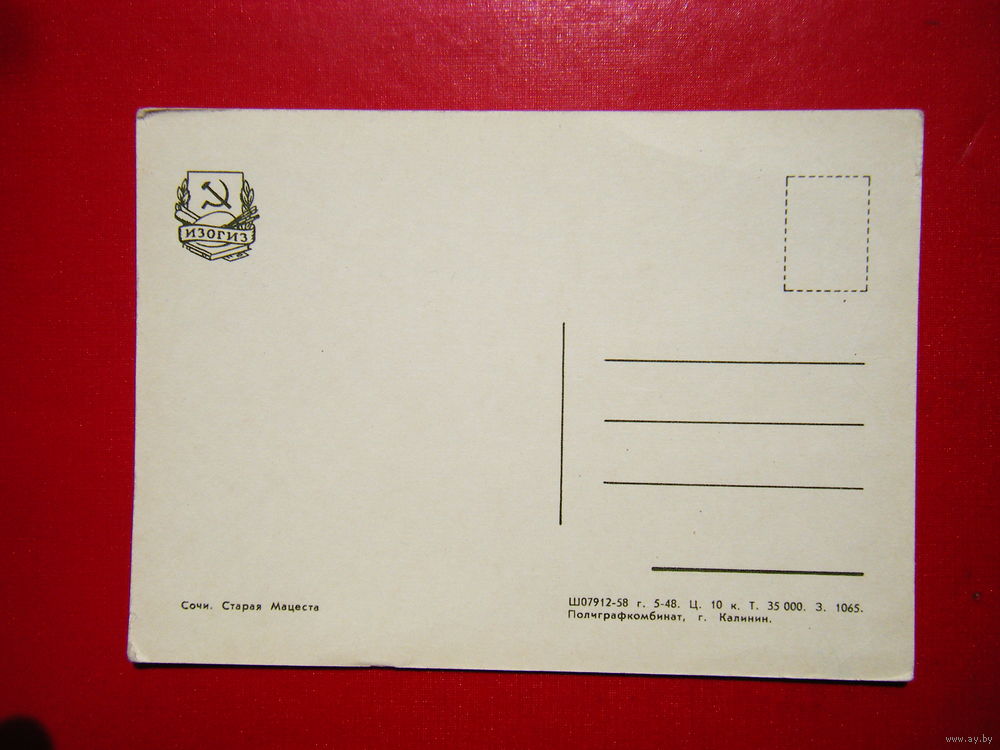 ИЗОГИЗ
Сочи. Старая Мацеста
Ш07912-58 г. 5-48. Ц. 10 к. Т. 35 000. З. 1065.
Полиграфкомбинат, г. Калинин.
www.ay.by